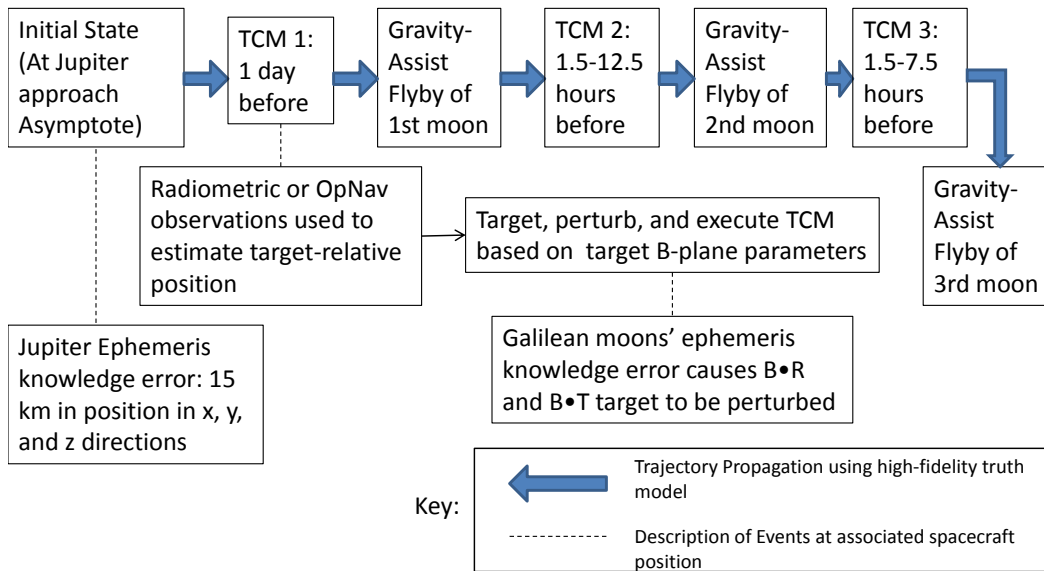 Initial State
(At Jupiter
approach
Asymptote)
TCM 1:
1 day
before
Gravity-
Assist
Flyby of
1st moon
TCM 2:
1.5-12.5
hours
before
Gravity-
Assist
Flyby of
2nd moon
TCM 3:
1.5-7.5
hours
before
Gravity-
Assist
Flyby of
3rd moon
Radiometric or OpNav
observations used to
estimate target-relative
position
Target, perturb, and execute TCM
based on target B-plane parameters
Jupiter Ephemeris
knowledge error: 15
km in position in x, y,
and z directions
Galilean moons’ ephemeris
knowledge error causes B•R
and B•T target to be perturbed
Key:
Trajectory Propagation using high-fidelity truth
model
Description of Events at associated spacecraft
position